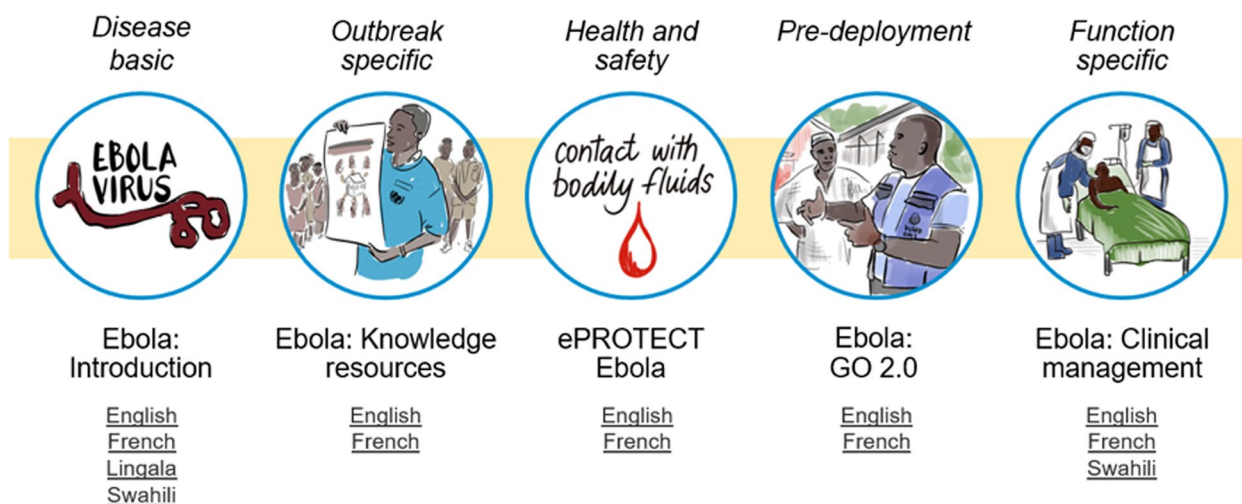 Disease
basic
Outbreak
specific
Health and
safety
Pre-deployment
Function
specific
EBOLA
VIRUS
contact with
bodily fluids
Ebola:
Introduction
Ebola: Knowledge
resources
ePROTECT
Ebola
Ebola:
GO 2.0
Ebola: Clinical
management
English
French
Lingala
Swahili
English
French
English
French
English
French
English
French
Swahili